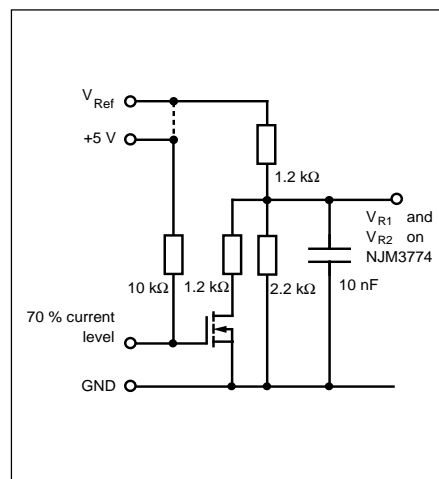 V Ref
+5 V
1.2 kΩ
V R1 and
V R2 on
NJM3774
10 kΩ
1.2 kΩ
2.2 kΩ
10 nF
70 % current
level
GND